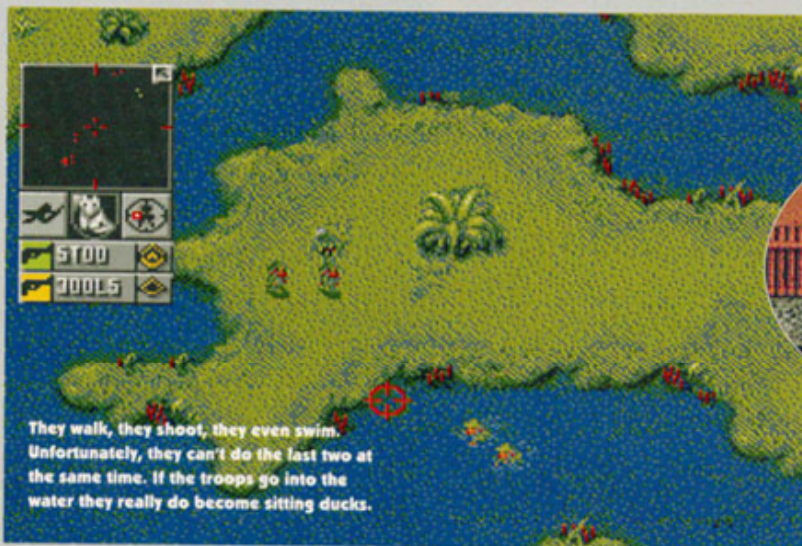 STOO
JOOLS
They walk, they shoot, they even swim.
Unfortunately, they can't do the last two at
the same time. If the troops go into the
water they really do become sitting ducks.